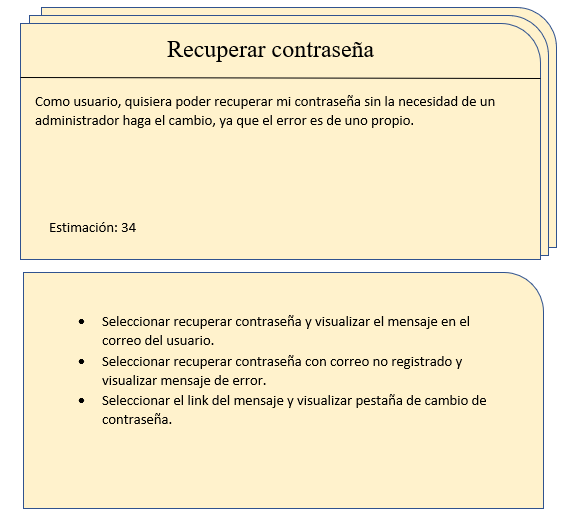 Recuperar contraseña
Como usuario, quisiera poder recuperar mi contraseña sin la necesidad de un
administrador haga el cambio, ya que el error es de uno propio.
Estimación: 34
• Seleccionar recuperar contraseña y visualizar el mensaje en el
correo del usuario.
• Seleccionar recuperar contraseña con correo no registrado y
visualizar mensaje de error.
• Seleccionar el link del mensaje y visualizar pestaña de cambio de
contraseña.